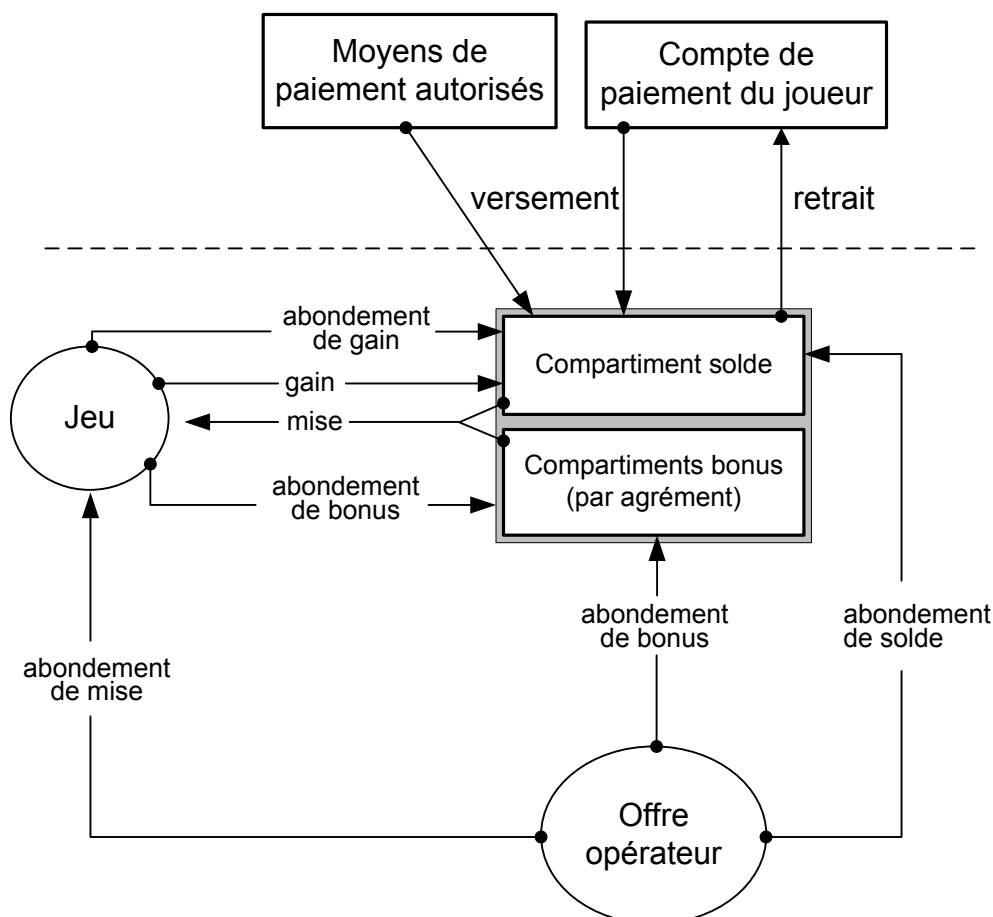 Moyens de
paiement autorisés
Compte de
paiement du joueur
versement
retrait
abondement
de gain
Compartiment solde
gain
Jeu
mise
Compartiments bonus
(par agrément)
abondement
de bonus
abondement
de bonus
abondement
de solde
abondement
de mise
Offre
opérateur